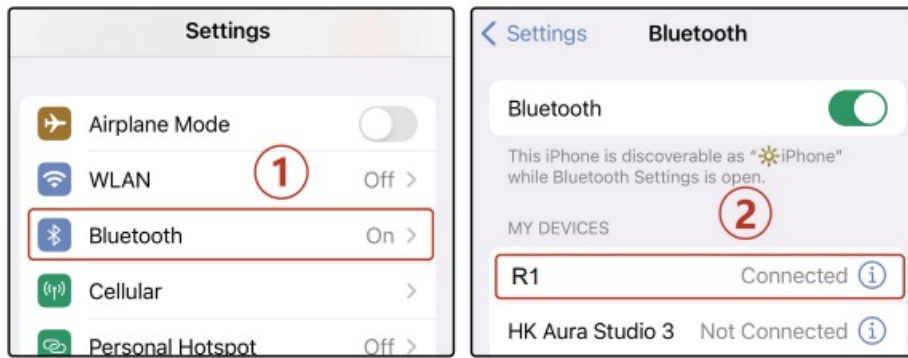 Settings
Airplane Mode
1
WLAN Off >
Bluetooth On >
Cellular >
Personal Hotspot Off >
< Settings Bluetooth
Bluetooth
This iPhone is discoverable as “🔆iPhone”
while Bluetooth Settings is open.
2
MY DEVICES
R1 Connected i
HK Aura Studio 3 Not Connected i